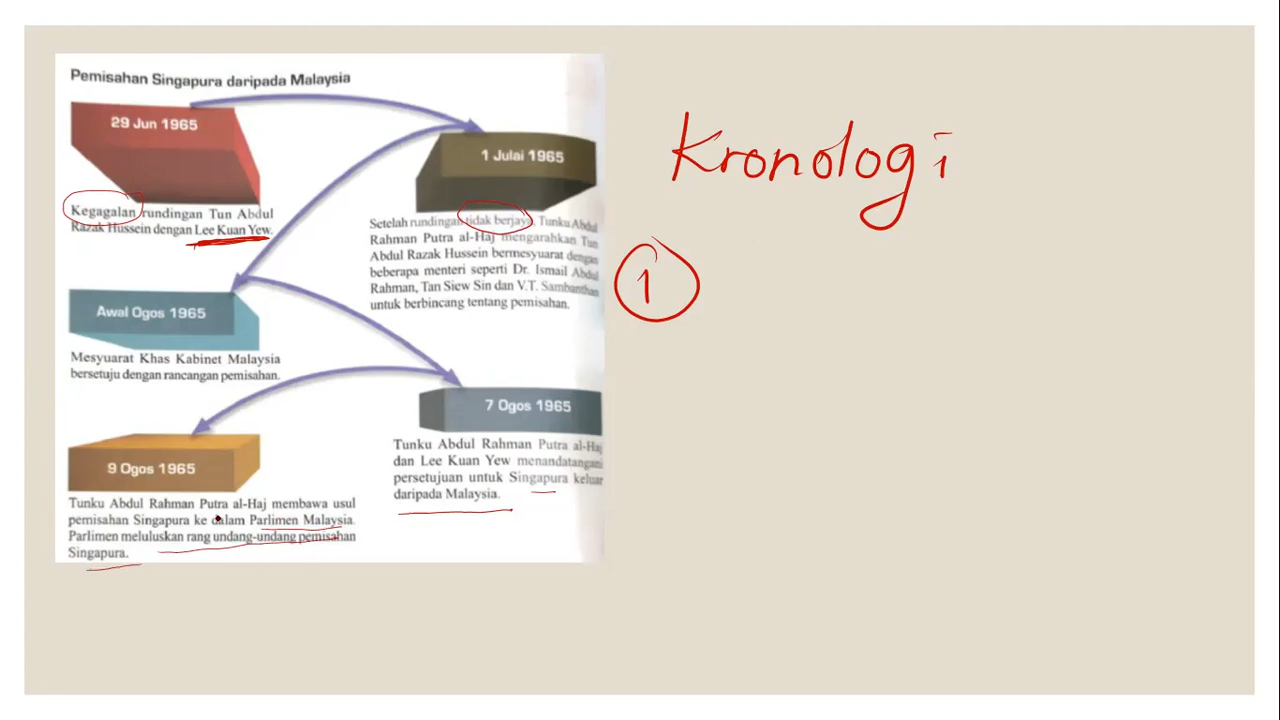 Pemisahan Singapura daripada Malaysia
29 Jun 1965
Kegagalan rundingan Tun Abdul
Razak Hussein dengan Lee Kuan Yew.
1 Julai 1965
Setelah rundingan tidak berjaya, Tunku Abdul
Rahman Putra al-Haj mengarahkan Tun
Abdul Razak Hussein bermesyuarat dengan
beberapa menteri seperti Dr. Ismail Abdul
Rahman, Tan Siew Sin dan V.T. Sambanthan
untuk berbincang tentang pemisahan.
Awal Ogos 1965
Mesyuarat Khas Kabinet Malaysia
bersetuju dengan rancangan pemisahan.
7 Ogos 1965
Tunku Abdul Rahman Putra al-Haj
dan Lee Kuan Yew menandatangani
persetujuan untuk Singapura keluar
daripada Malaysia.
9 Ogos 1965
Tunku Abdul Rahman Putra al-Haj membawa usul
pemisahan Singapura ke dalam Parlimen Malaysia.
Parlimen meluluskan rang undang-undang pemisahan
Singapura.
Kronologi
1